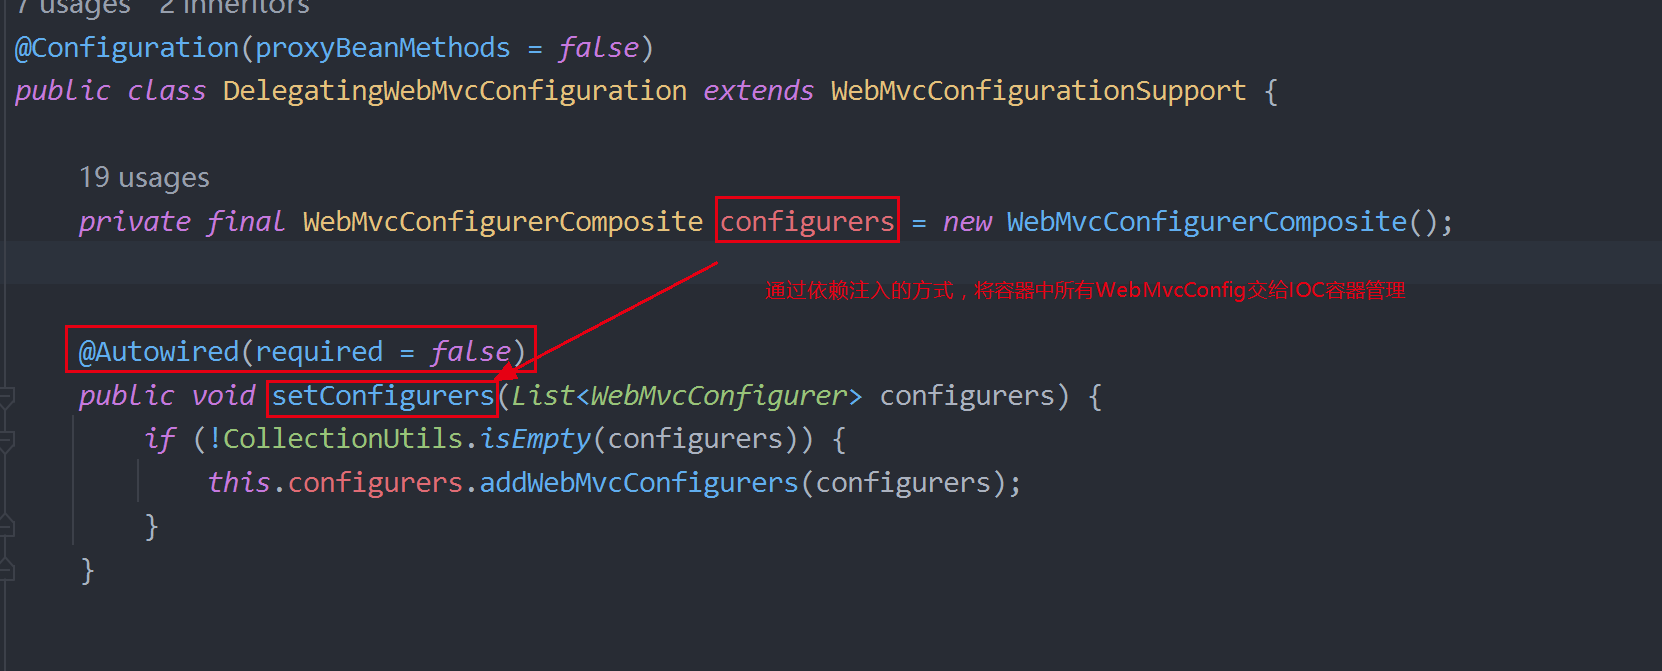 7 usages 2 inheritors
@Configuration(proxyBeanMethods = false)
public class DelegatingWebMvcConfiguration extends WebMvcConfigurationSupport {
19 usages
private final WebMvcConfigurerComposite configurers = new WebMvcConfigurerComposite();
通过依赖注入的方式，将容器中所有WebMvcConfig交给IOC容器管理
@Autowired(required = false)
public void setConfigurers(List<WebMvcConfigurer> configurers) {
if (!CollectionUtils.isEmpty(configurers)) {
this.configurers.addWebMvcConfigurers(configurers);
}
}